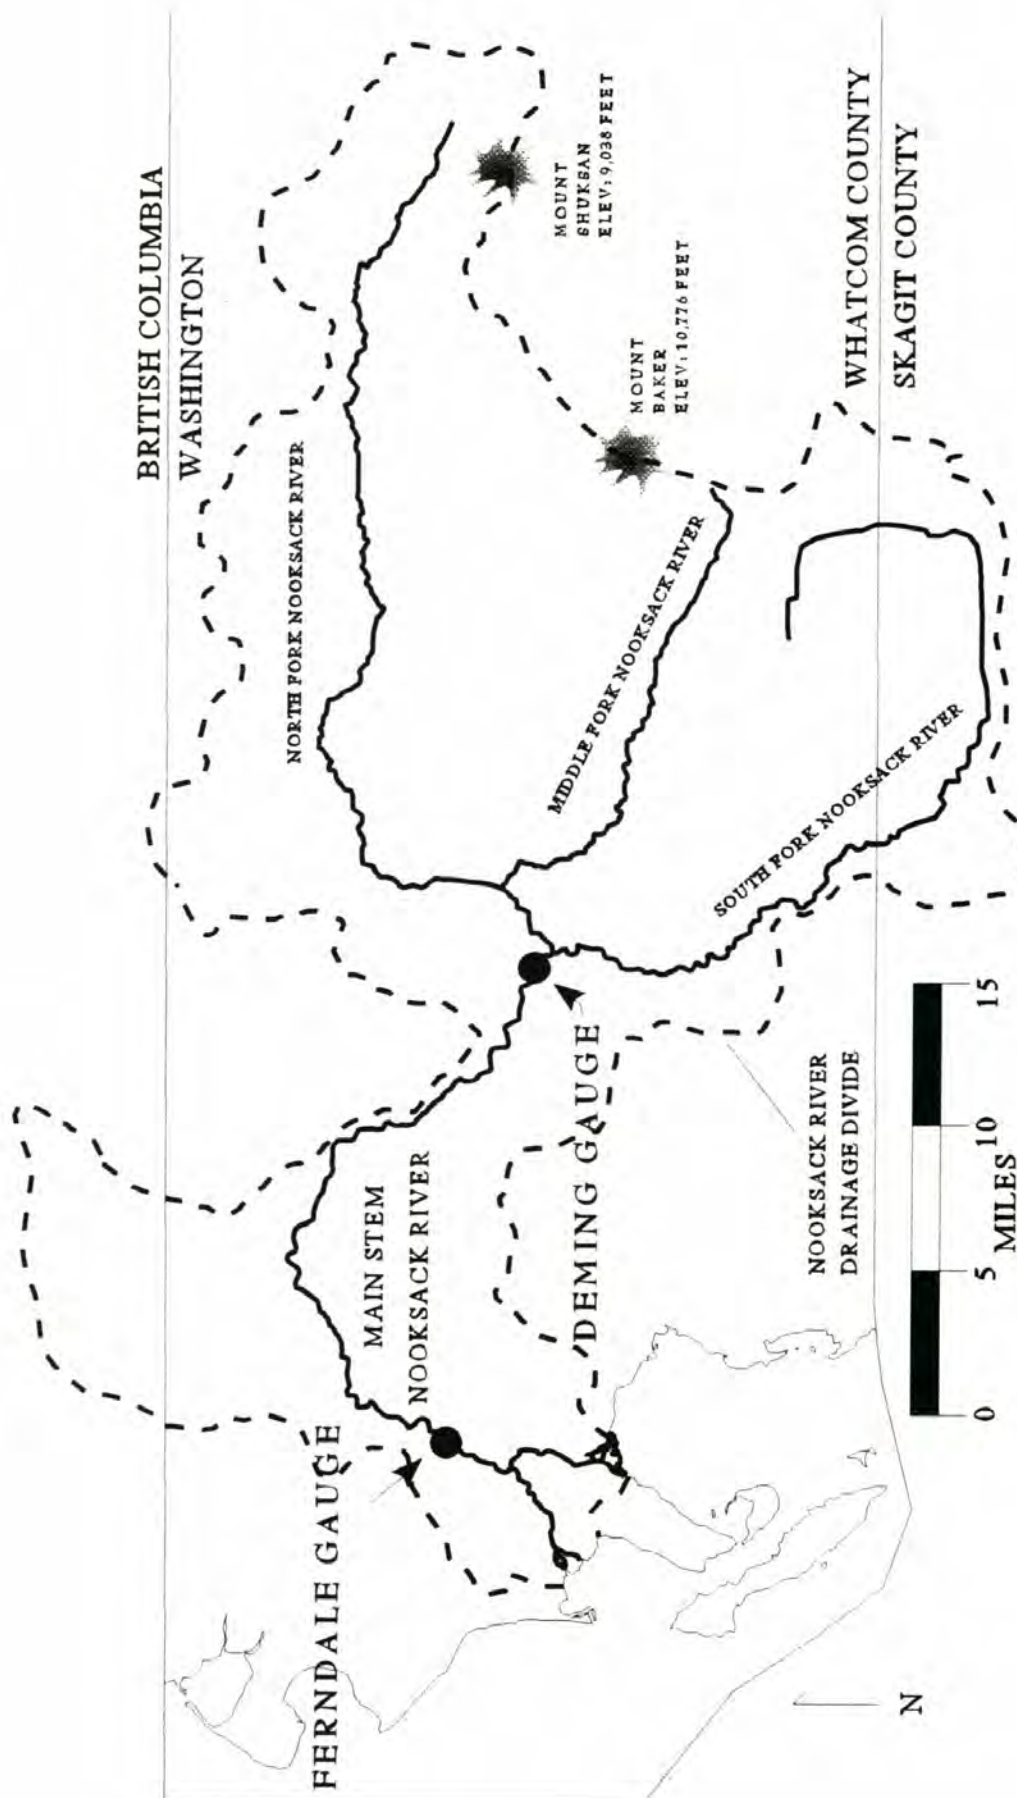 BRITISH COLUMBIA
WASHINGTON
NORTH FORK NOOKSACK RIVER
MOUNT
SHUKSAN
ELEV: 9,038 FEET
MOUNT
BAKER
ELEV: 10,776 FEET
MIDDLE FORK NOOKSACK RIVER
WHATCOM COUNTY
SKAGIT COUNTY
SOUTH FORK NOOKSACK RIVER
MAIN STEM
NOOKSACK RIVER
DEMING GAUGE
FERNDALE GAUGE
NOOKSACK RIVER
DRAINAGE DIVIDE
0 5 10 15
MILES
N